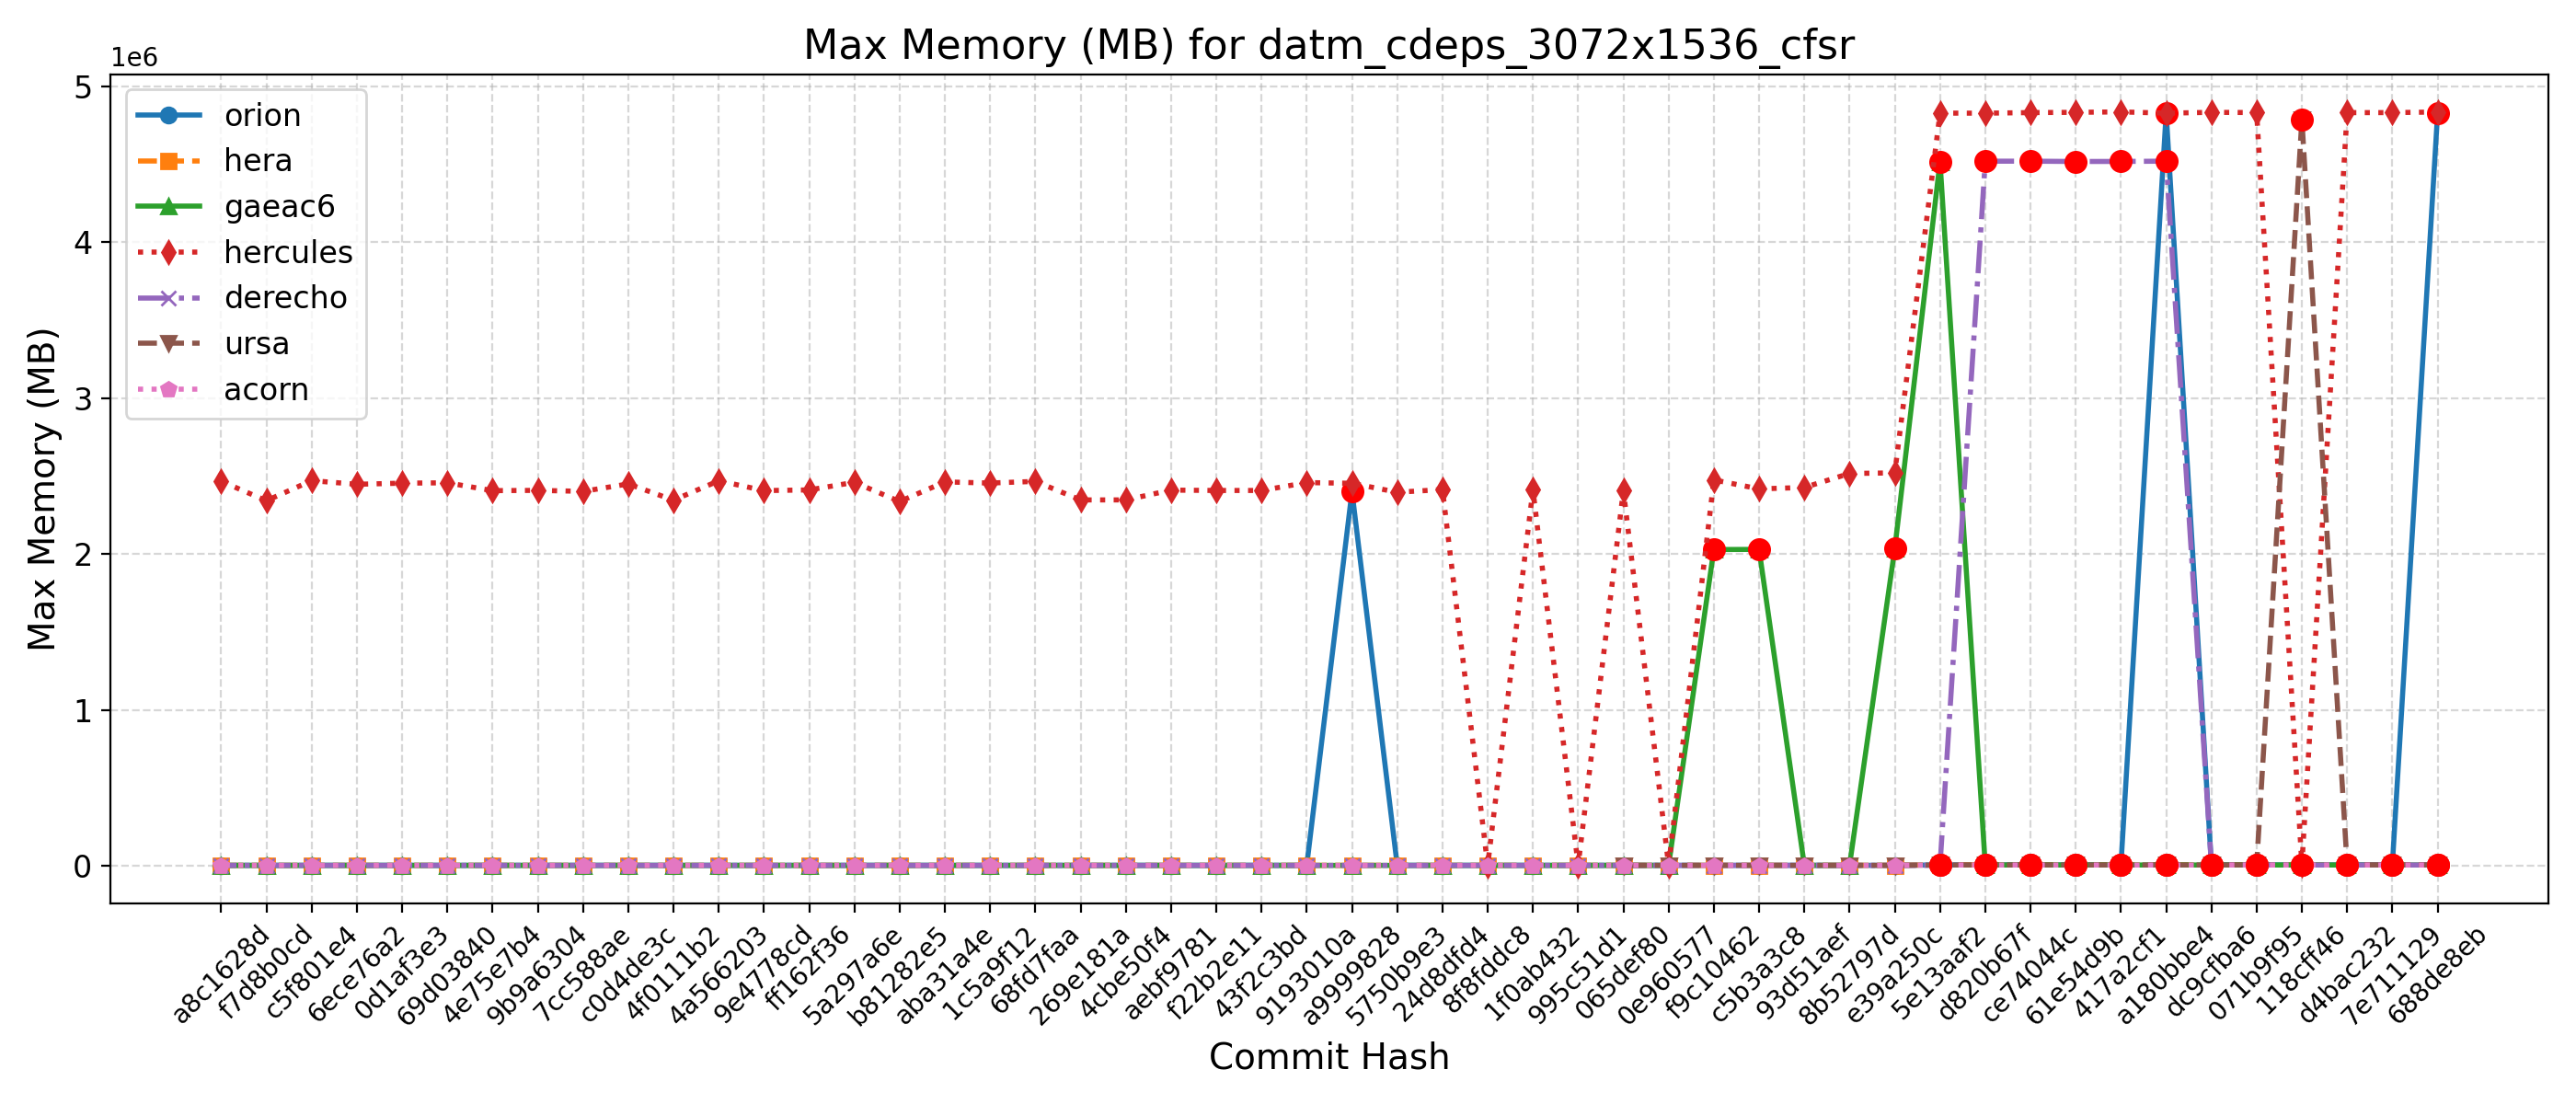 Max Memory (MB) for datm_cdeps_3072x1536_cfsr
1e6
5
4
3
2
1
0
Max Memory (MB)
orion
hera
gaeac6
hercules
derecho
ursa
acorn
a8c1628d
f7d8b0cd
c5f801e4
6ece76a2
0d1af3e3
69d03840
4e75e7b4
9b9a6304
7cc588ae
c0d4de3c
4f0111b2
4a566203
9e4778cd
ff162f36
5a297a6e
b81282e5
aba31a4e
1c5a9f12
68fd7faa
269e181a
4cbe50f4
aebf9781
f22b2e11
43f2c3bd
9193010a
a9999828
5750b9e3
24d8dfd4
8f8fddc8
1f0ab432
995c51d1
065def80
0e960577
f9c10462
c5b3a3c8
93d51aef
8b52797d
e39a250c
5e13aaf2
d820b67f
ce74044c
61e54d9b
417a2cf1
a180bbe4
dc9cfba6
071b9f95
118cff46
d4bac232
7e711129
688de8eb
Commit Hash